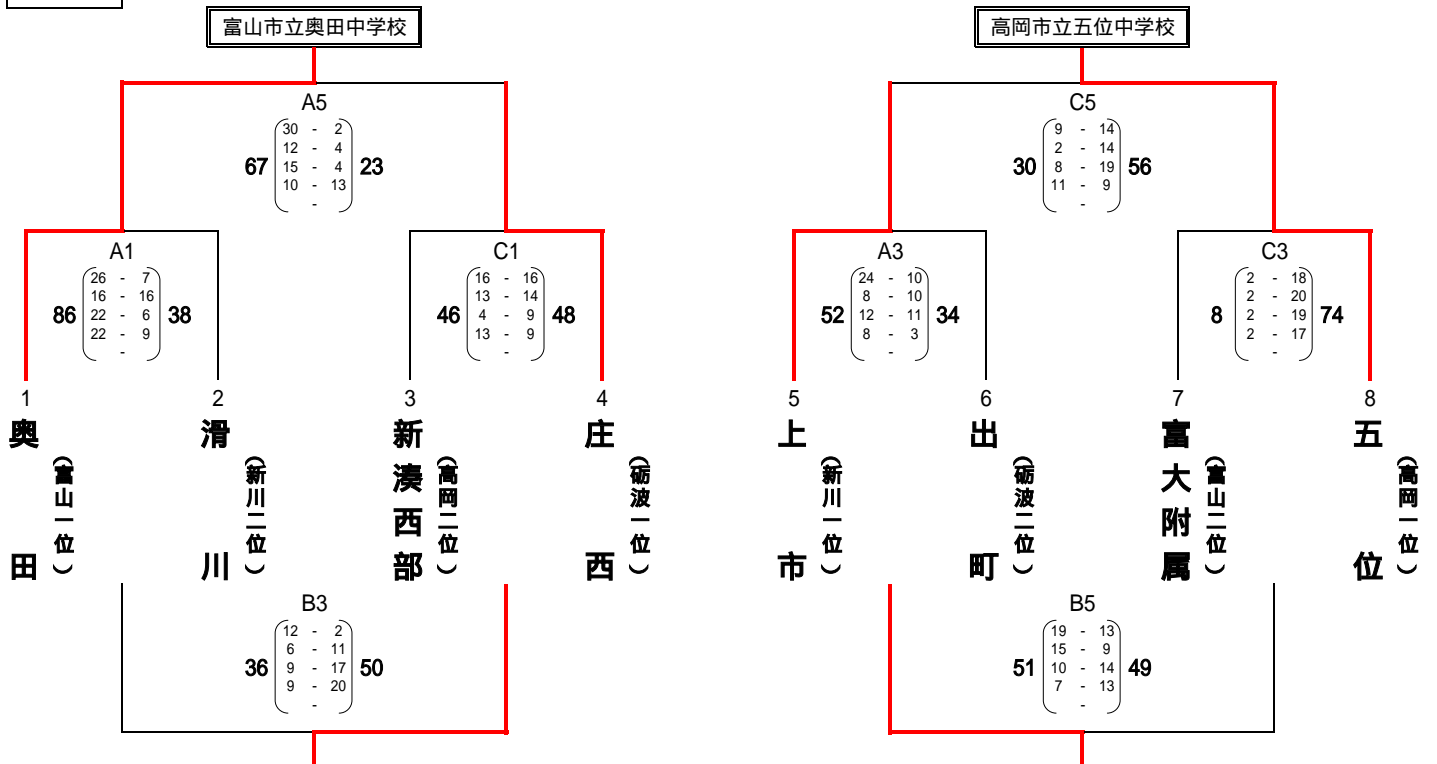 富山市立奥田中学校
高岡市立五位中学校
A5
30 - 2
12 - 4
67 15 - 4 23
10 - 13
-
C5
9 - 14
2 - 14
30 8 - 19 56
11 - 9
-
A1
26 - 7
16 - 16
86 22 - 6 38
22 - 9
-
C1
16 - 16
13 - 14
46 4 - 9 48
13 - 9
-
A3
24 - 10
8 - 10
52 12 - 11 34
8 - 3
-
C3
2 - 18
2 - 20
8 2 - 19 74
2 - 17
-
1
奥田
(富山一位)
2
滑川
(新川二位)
3
新湊西部
(高岡二位)
4
庄西
(砺波一位)
5
上市
(新川一位)
6
出町
(砺波二位)
7
富大附属
(富山二位)
8
五位
(高岡一位)
B3
12 - 2
6 - 11
36 9 - 17 50
9 - 20
-
B5
19 - 13
15 - 9
51 10 - 14 49
7 - 13
-